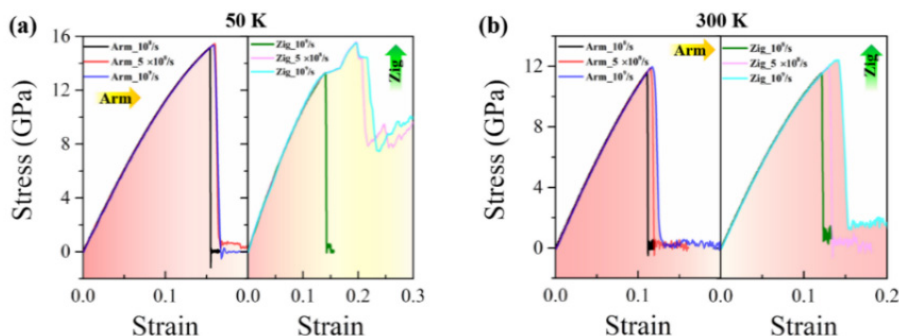 (a)
50 K
Arm_10⁸/s
Arm_5 ×10⁸/s
Arm_10⁹/s
Arm
Zig_10⁸/s
Zig_5 ×10⁸/s
Zig_10⁹/s
Zig
Stress (GPa)
16
12
8
4
0
0.0
0.1
0.0
0.1
0.2
0.3
Strain
Strain
(b)
300 K
Arm_10⁸/s
Arm_5 ×10⁸/s
Arm_10⁹/s
Arm
Zig_10⁸/s
Zig_5 ×10⁸/s
Zig_10⁹/s
Zig
Stress (GPa)
12
8
4
0
0.0
0.1
0.0
0.1
0.2
Strain
Strain